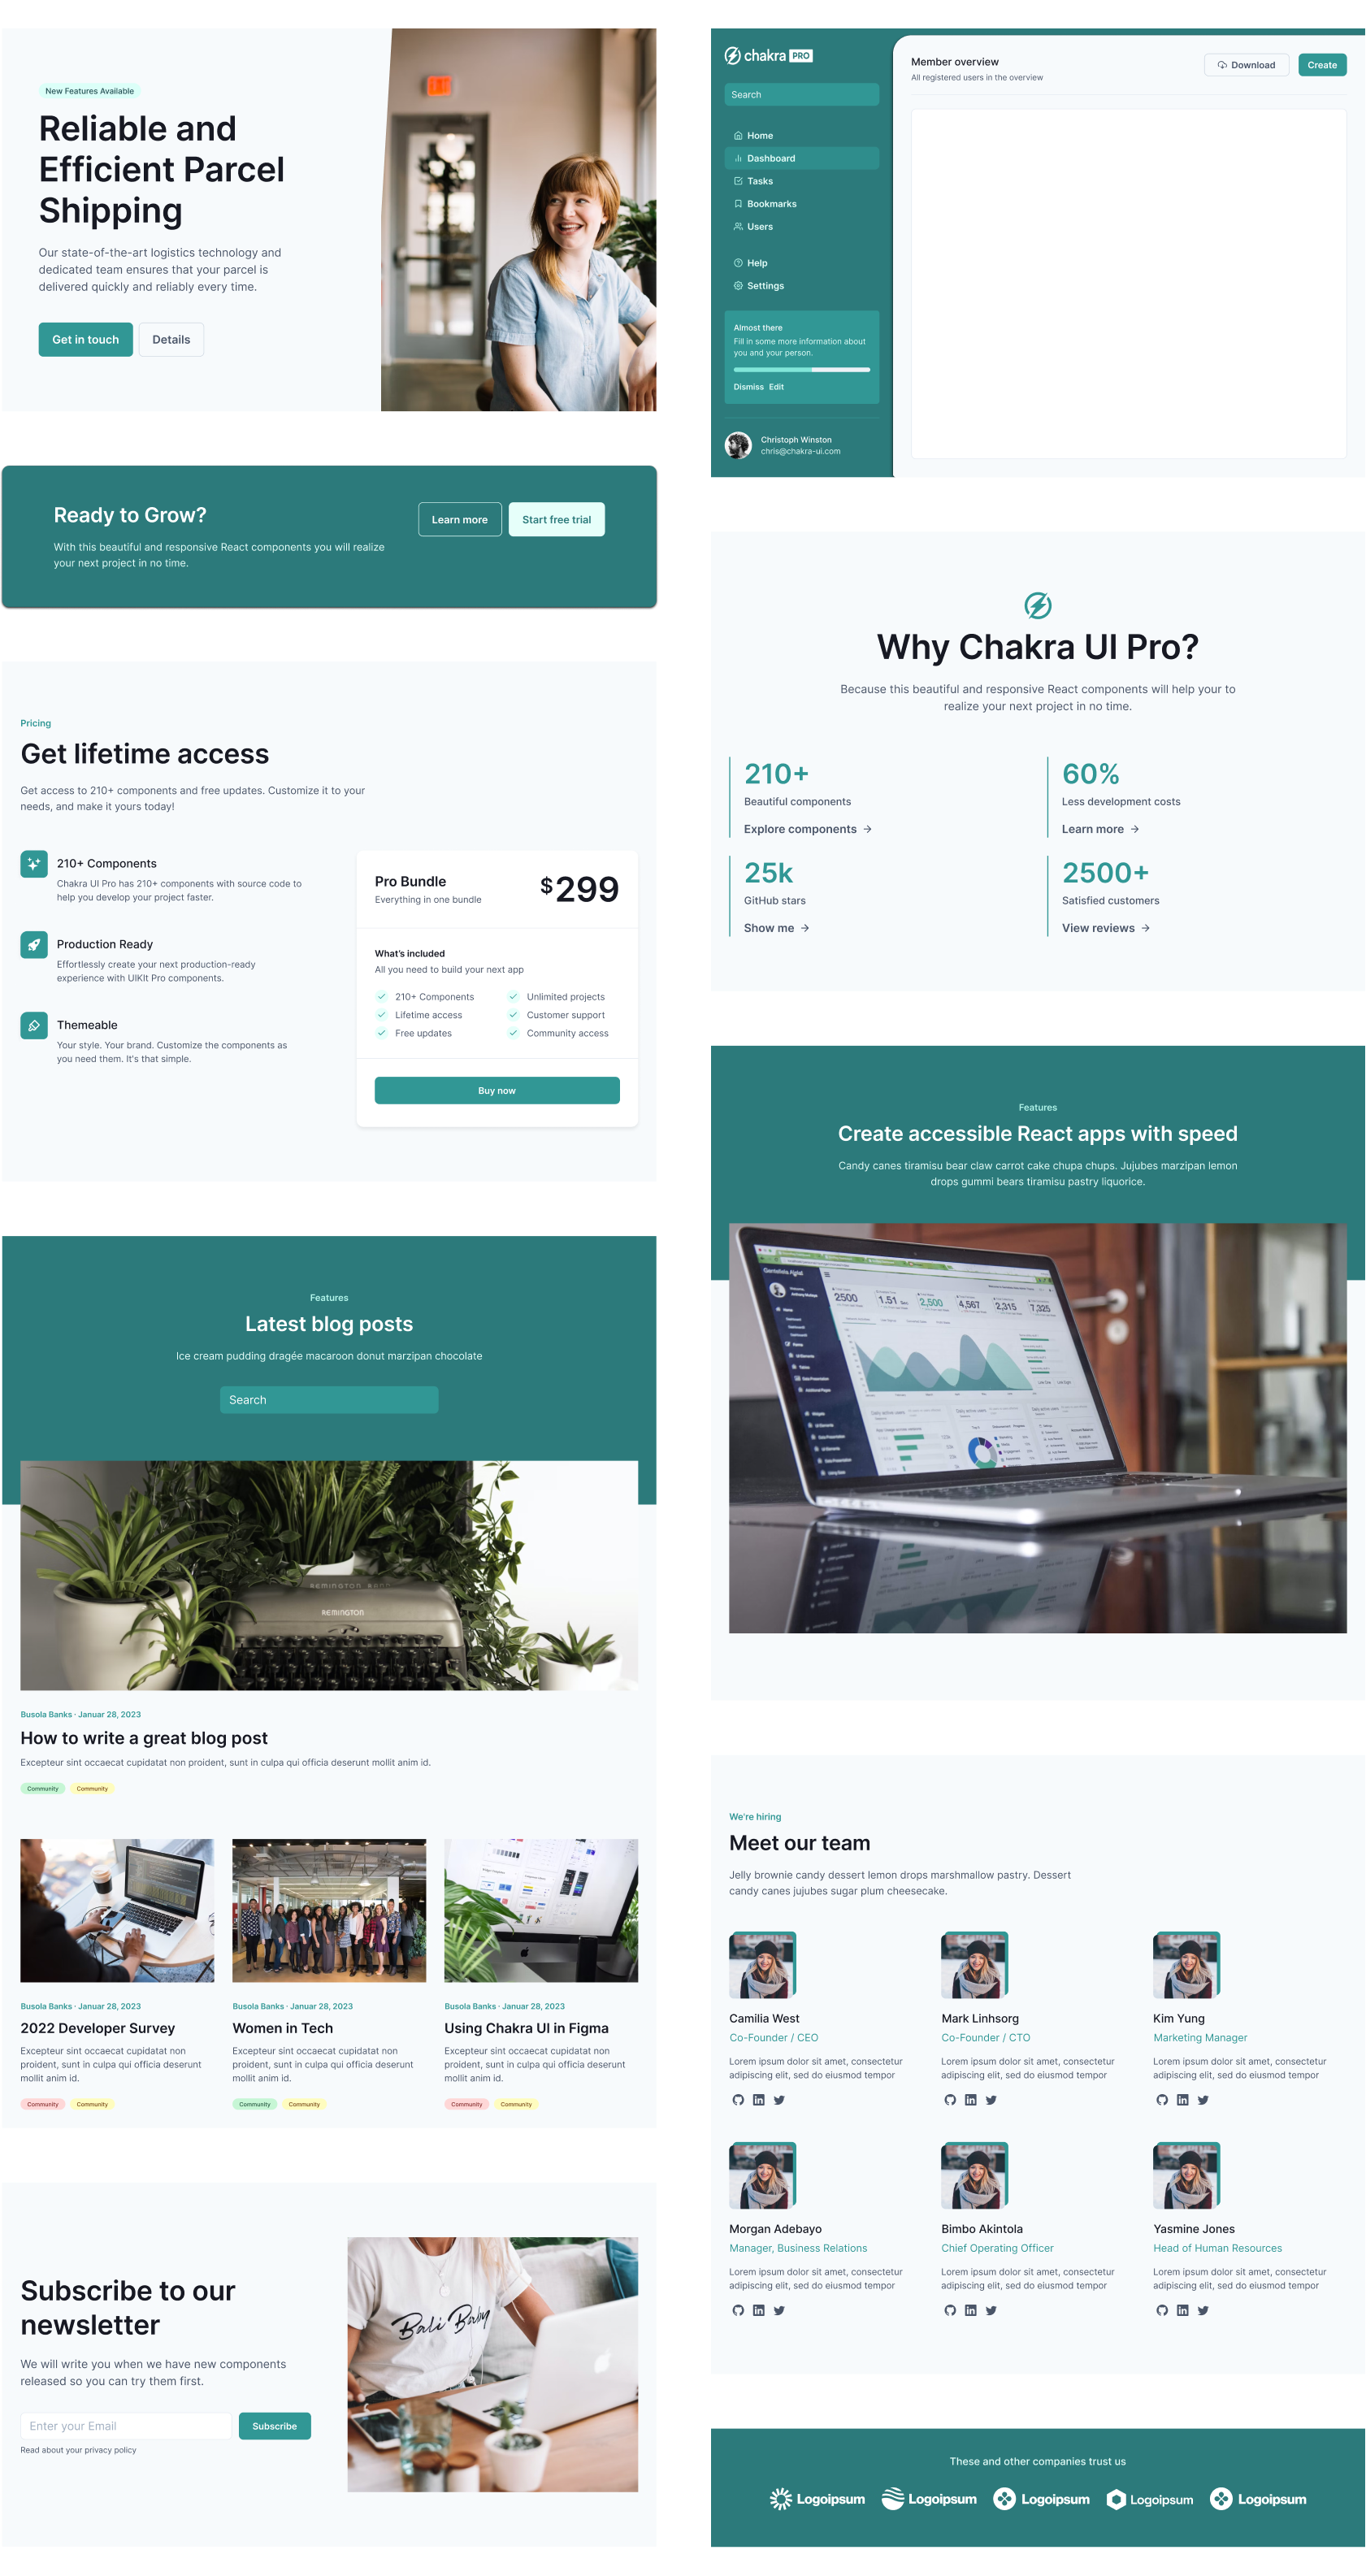 New Features Available
Reliable and
Efficient Parcel
Shipping
Our state-of-the-art logistics technology and
dedicated team ensures that your parcel is
delivered quickly and reliably every time.
Get in touch
Details
Ready to Grow?
With this beautiful and responsive React components you will realize
your next project in no time.
Learn more
Start free trial
Pricing
Get lifetime access
Get access to 210+ components and free updates. Customize it to your
needs, and make it yours today!
210+ Components
Chakra UI Pro has 210+ components with source code to
help you develop your project faster.
Production Ready
Effortlessly create your next production-ready
experience with UIKIt Pro components.
Themeable
Your style. Your brand. Customize the components as
you need them. It's that simple.
Pro Bundle
Everything in one bundle
$299
What's included
All you need to build your next app
210+ Components
Unlimited projects
Lifetime access
Customer support
Free updates
Community access
Buy now
Features
Latest blog posts
Ice cream pudding dragée macaroon donut marzipan chocolate
Search
REMINGTON RAND
REMINGTON
Busola Banks · Januar 28, 2023
How to write a great blog post
Excepteur sint occaecat cupidatat non proident, sunt in culpa qui officia deserunt mollit anim id.
Community
Community
Busola Banks · Januar 28, 2023
2022 Developer Survey
Excepteur sint occaecat cupidatat non
proident, sunt in culpa qui officia deserunt
mollit anim id.
Community
Community
Busola Banks · Januar 28, 2023
Women in Tech
Excepteur sint occaecat cupidatat non
proident, sunt in culpa qui officia deserunt
mollit anim id.
Community
Community
Busola Banks · Januar 28, 2023
Using Chakra UI in Figma
Excepteur sint occaecat cupidatat non
proident, sunt in culpa qui officia deserunt
mollit anim id.
Community
Community
Subscribe to our
newsletter
We will write you when we have new components
released so you can try them first.
Enter your Email
Subscribe
Read about your privacy policy
Bali Baby
chakra PRO
Search
Home
Dashboard
Tasks
Bookmarks
Users
Help
Settings
Almost there
Fill in some more information about
you and your person.
Dismiss Edit
Christoph Winston
chris@chakra-ui.com
Member overview
All registered users in the overview
Download
Create
Why Chakra UI Pro?
Because this beautiful and responsive React components will help your to
realize your next project in no time.
210+
Beautiful components
Explore components →
60%
Less development costs
Learn more →
25k
GitHub stars
Show me →
2500+
Satisfied customers
View reviews →
Features
Create accessible React apps with speed
Candy canes tiramisu bear claw carrot cake chupa chups. Jujubes marzipan lemon
drops gummi bears tiramisu pastry liquorice.
2500
1.51
2,500
4,567
2,315
7,325
We're hiring
Meet our team
Jelly brownie candy dessert lemon drops marshmallow pastry. Dessert
candy canes jujubes sugar plum cheesecake.
Camilia West
Co-Founder / CEO
Lorem ipsum dolor sit amet, consectetur
adipiscing elit, sed do eiusmod tempor
Mark Linhsorg
Co-Founder / CTO
Lorem ipsum dolor sit amet, consectetur
adipiscing elit, sed do eiusmod tempor
Kim Yung
Marketing Manager
Lorem ipsum dolor sit amet, consectetur
adipiscing elit, sed do eiusmod tempor
Morgan Adebayo
Manager, Business Relations
Lorem ipsum dolor sit amet, consectetur
adipiscing elit, sed do eiusmod tempor
Bimbo Akintola
Chief Operating Officer
Lorem ipsum dolor sit amet, consectetur
adipiscing elit, sed do eiusmod tempor
Yasmine Jones
Head of Human Resources
Lorem ipsum dolor sit amet, consectetur
adipiscing elit, sed do eiusmod tempor
These and other companies trust us
Logoipsum
Logoipsum
Logoipsum
Logoipsum
Logoipsum